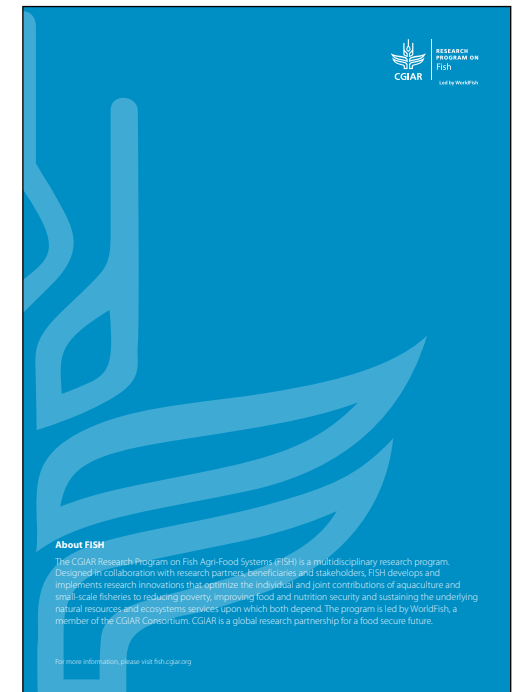 RESEARCH
PROGRAM ON
Fish
CGIAR
Led by WorldFish
About FISH
The CGIAR Research Program on Fish Agri-Food Systems (FISH) is a multidisciplinary research program.
Designed in collaboration with research partners, beneficiaries and stakeholders, FISH develops and
implements research innovations that optimize the individual and joint contributions of aquaculture and
small-scale fisheries to reducing poverty, improving food and nutrition security and sustaining the underlying
natural resources and ecosystems services upon which both depend. The program is led by WorldFish, a
member of the CGIAR Consortium. CGIAR is a global research partnership for a food secure future.
For more information, please visit fish.cgiar.org